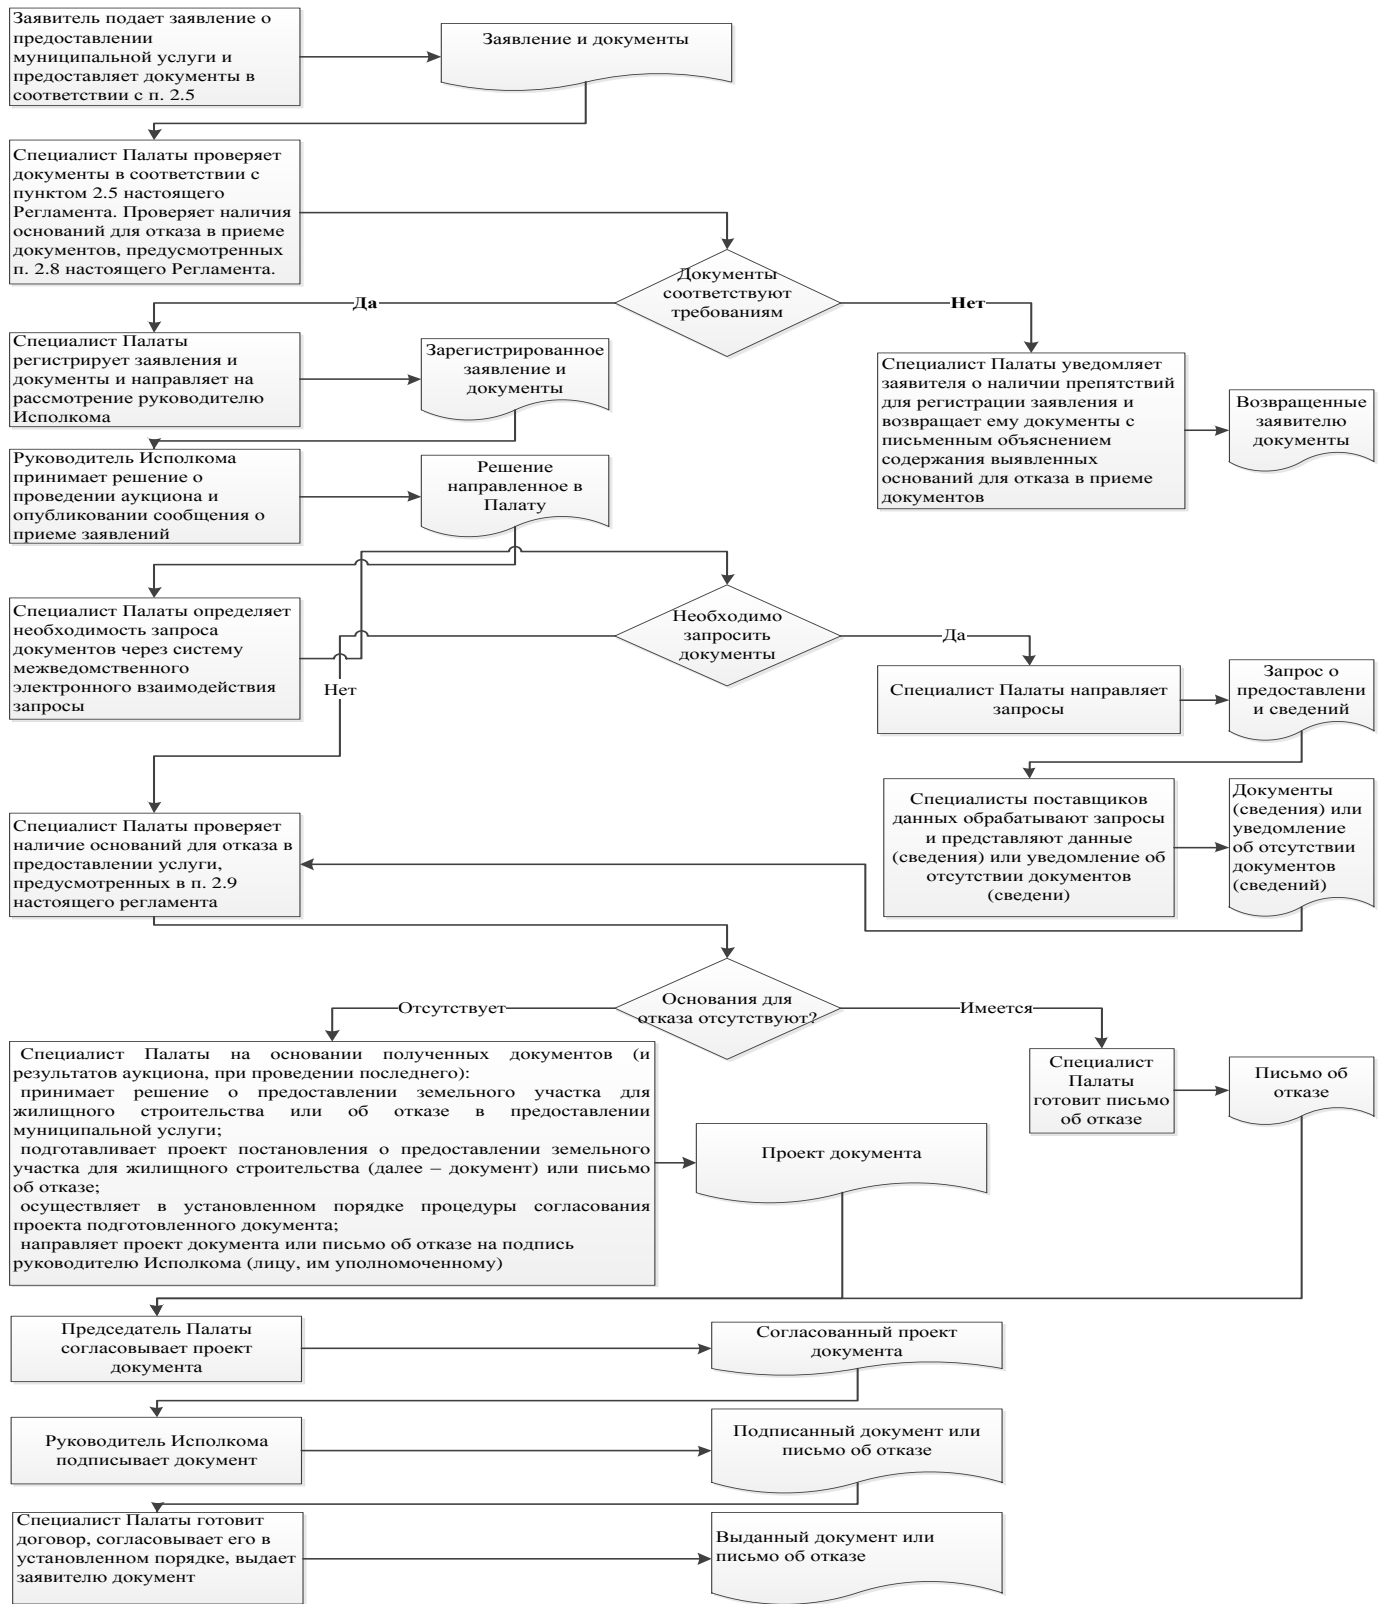 Заявитель подает заявление о
предоставлении
муниципальной услуги и
предоставляет документы в
соответствии с п. 2.5
Заявление и документы
Специалист Палаты проверяет
документы в соответствии с
пунктом 2.5 настоящего
Регламента. Проверяет наличия
оснований для отказа в приеме
документов, предусмотренных
п. 2.8 настоящего Регламента.
Документы
соответствуют
требованиям
Да
Нет
Специалист Палаты
регистрирует заявления и
документы и направляет на
рассмотрение руководителю
Исполкома
Зарегистрированное
заявление и
документы
Специалист Палаты уведомляет
заявителя о наличии препятствий
для регистрации заявления и
возвращает ему документы с
письменным объяснением
содержания выявленных
оснований для отказа в приеме
документов
Возвращенные
заявителю
документы
Руководитель Исполкома
принимает решение о
проведении аукциона и
опубликовании сообщения о
приеме заявлений
Решение
направленное в
Палату
Специалист Палаты определяет
необходимость запроса
документов через систему
межведомственного
электронного взаимодействия
запросы
Необходимо
запросить
документы
Да
Нет
Специалист Палаты направляет
запросы
Запрос о
предоставлени
и сведений
Специалисты поставщиков
данных обрабатывают запросы
и представляют данные
(сведения) или уведомление об
отсутствии документов
(сведени)
Документы
(сведения) или
уведомление
об отсутствии
документов
(сведений)
Специалист Палаты проверяет
наличие оснований для отказа в
предоставлении услуги,
предусмотренных в п. 2.9
настоящего регламента
Основания для
отказа отсутствуют?
Отсутствует
Имеется
Специалист Палаты на основании полученных документов (и
результатов аукциона, при проведении последнего):
принимает решение о предоставлении земельного участка для
жилищного строительства или об отказе в предоставлении
муниципальной услуги;
подготавливает проект постановления о предоставлении земельного
участка для жилищного строительства (далее – документ) или письмо
об отказе;
осуществляет в установленном порядке процедуры согласования
проекта подготовленного документа;
направляет проект документа или письмо об отказе на подпись
руководителю Исполкома (лицу, им уполномоченному)
Проект документа
Специалист
Палаты
готовит письмо
об отказе
Письмо об
отказе
Председатель Палаты
согласовывает проект
документа
Согласованный проект
документа
Руководитель Исполкома
подписывает документ
Подписанный документ или
письмо об отказе
Специалист Палаты готовит
договор, согласовывает его в
установленном порядке, выдает
заявителю документ
Выданный документ или
письмо об отказе